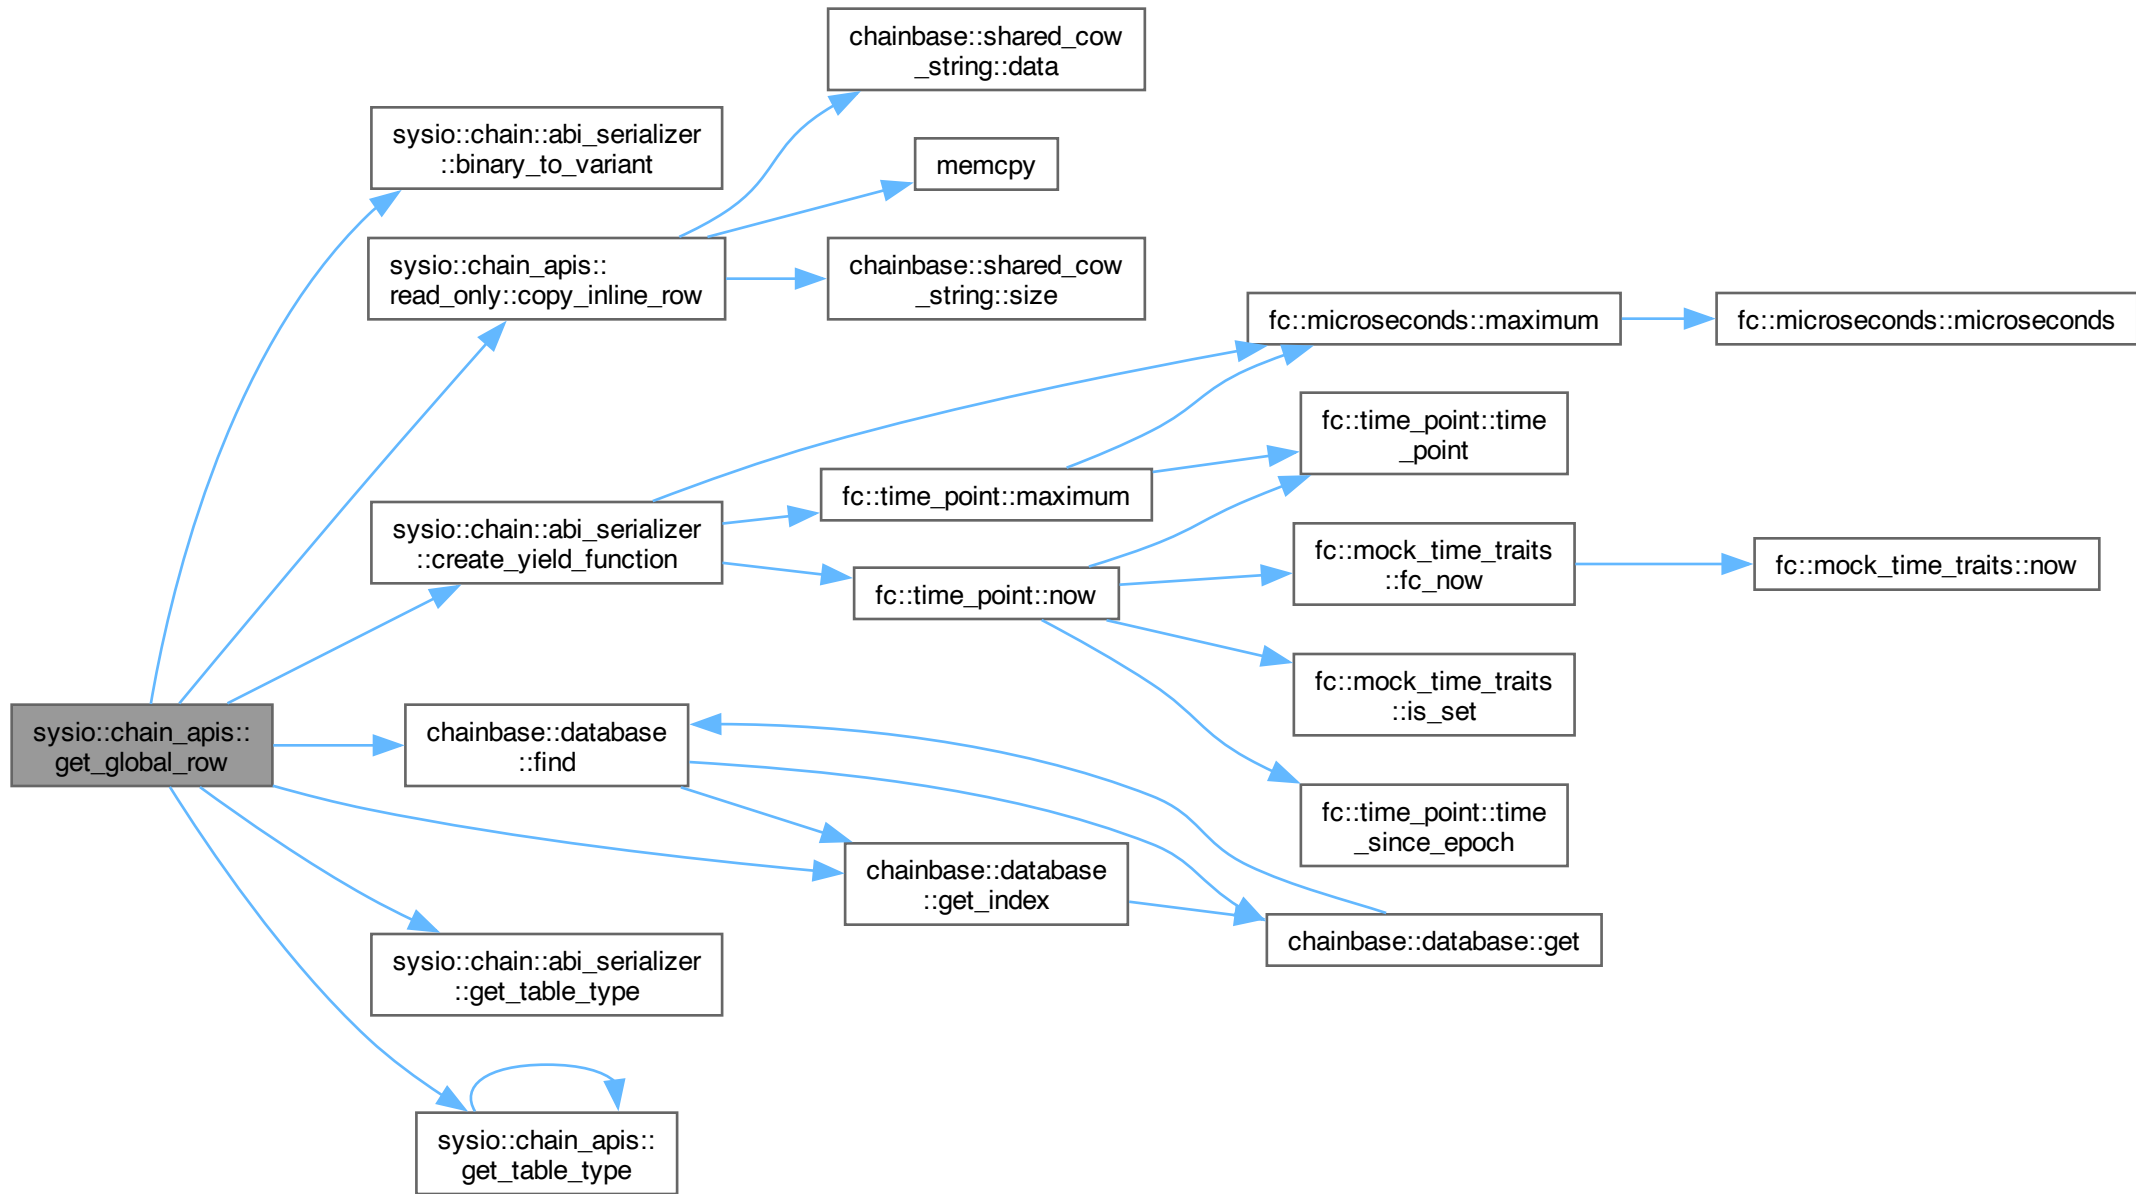 chainbase::shared_cow
_string::data
sysio::chain::abi_serializer
::binary_to_variant
memcpy
sysio::chain_apis::
read_only::copy_inline_row
chainbase::shared_cow
_string::size
fc::microseconds::maximum
fc::microseconds::microseconds
fc::time_point::time
_point
fc::time_point::maximum
sysio::chain::abi_serializer
::create_yield_function
fc::mock_time_traits
::fc_now
fc::mock_time_traits::now
fc::time_point::now
fc::mock_time_traits
::is_set
sysio::chain_apis::
get_global_row
chainbase::database
::find
fc::time_point::time
_since_epoch
chainbase::database
::get_index
chainbase::database::get
sysio::chain::abi_serializer
::get_table_type
sysio::chain_apis::
get_table_type